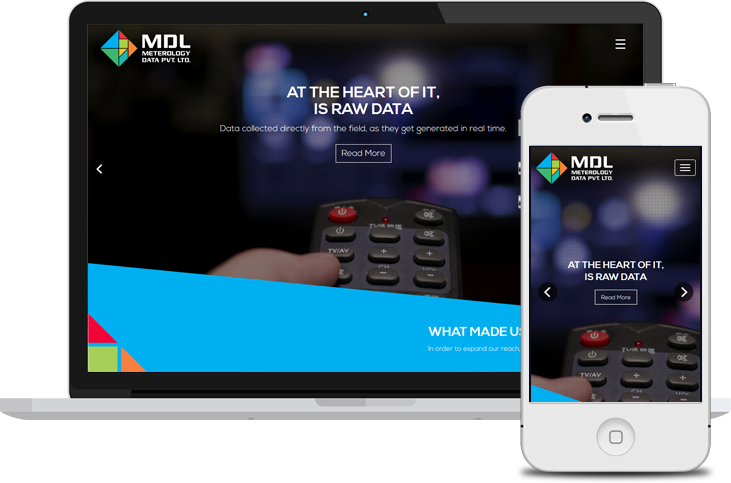 MDL
METEROLOGY
DATA PVT. LTD.
AT THE HEART OF IT,
IS RAW DATA
Data collected directly from the field, as they get generated in real time.
Read More
TV/AV
CH
WHAT MADE US
In order to expand our reach,
MDL
METEROLOGY
DATA PVT. LTD.
AT THE HEART OF IT,
IS RAW DATA
Read More
TV/AV
CH